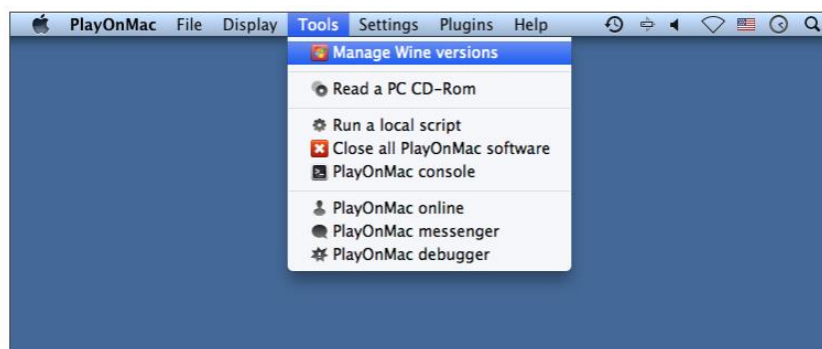 PlayOnMac File Display Tools Settings Plugins Help
Manage Wine versions
Read a PC CD-Rom
Run a local script
Close all PlayOnMac software
PlayOnMac console
PlayOnMac online
PlayOnMac messenger
PlayOnMac debugger